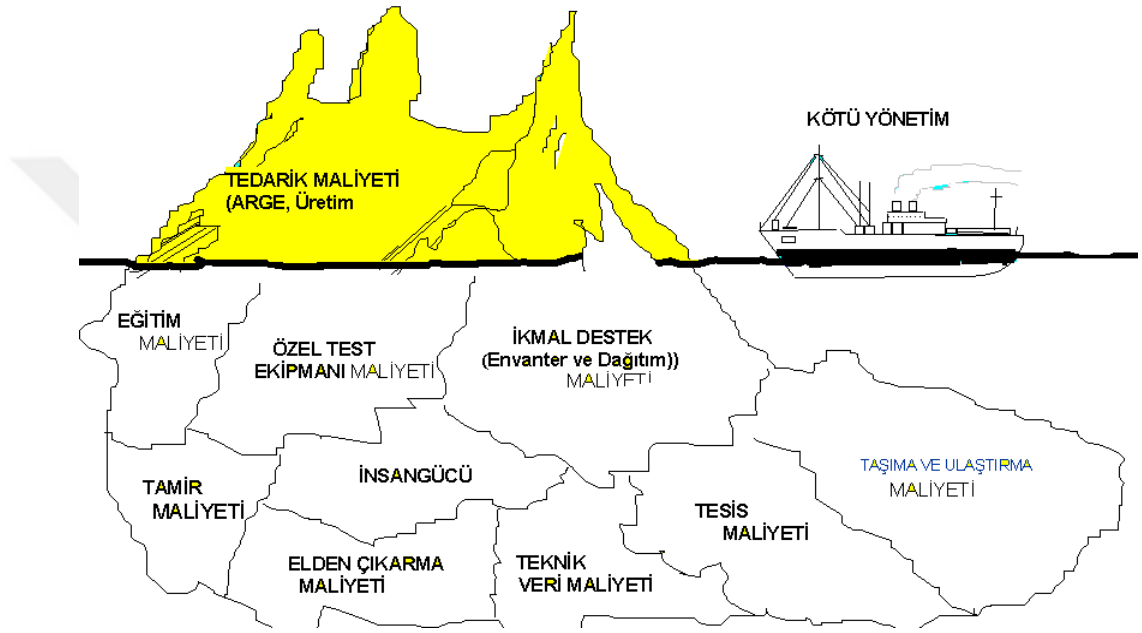 KÖTÜ YÖNETİM
TEDARİK MALİYETİ
(ARGE, Üretim
EĞİTİM
MALİYETİ
ÖZEL TEST
EKİPMANI MALİYETİ
İKMAL DESTEK
(Envanter ve Dağıtım))
MALİYETİ
TAMİR
MALİYETİ
İNSANGÜCÜ
TAŞIMA VE ULAŞTIRMA
MALİYETİ
TESİS
MALİYETİ
ELDEN ÇIKARMA
MALİYETİ
TEKNİK
VERİ MALİYETİ